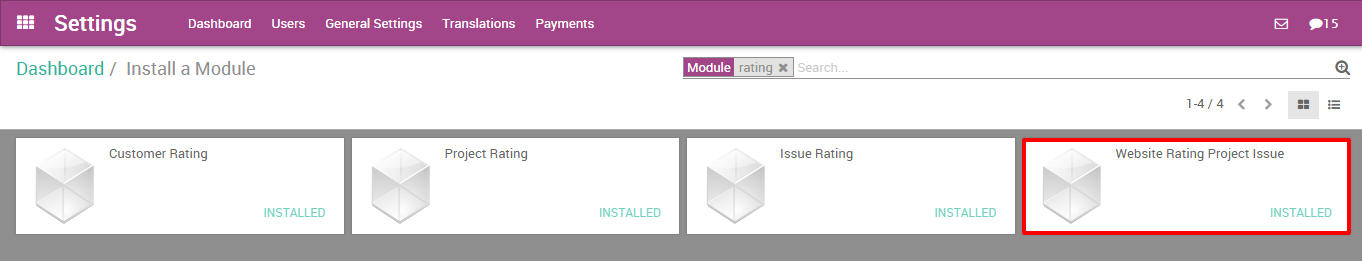 Settings Dashboard Users General Settings Translations Payments 15
Dashboard / Install a Module Module rating Search...
1-4 / 4
Customer Rating
INSTALLED
Project Rating
INSTALLED
Issue Rating
INSTALLED
Website Rating Project Issue
INSTALLED